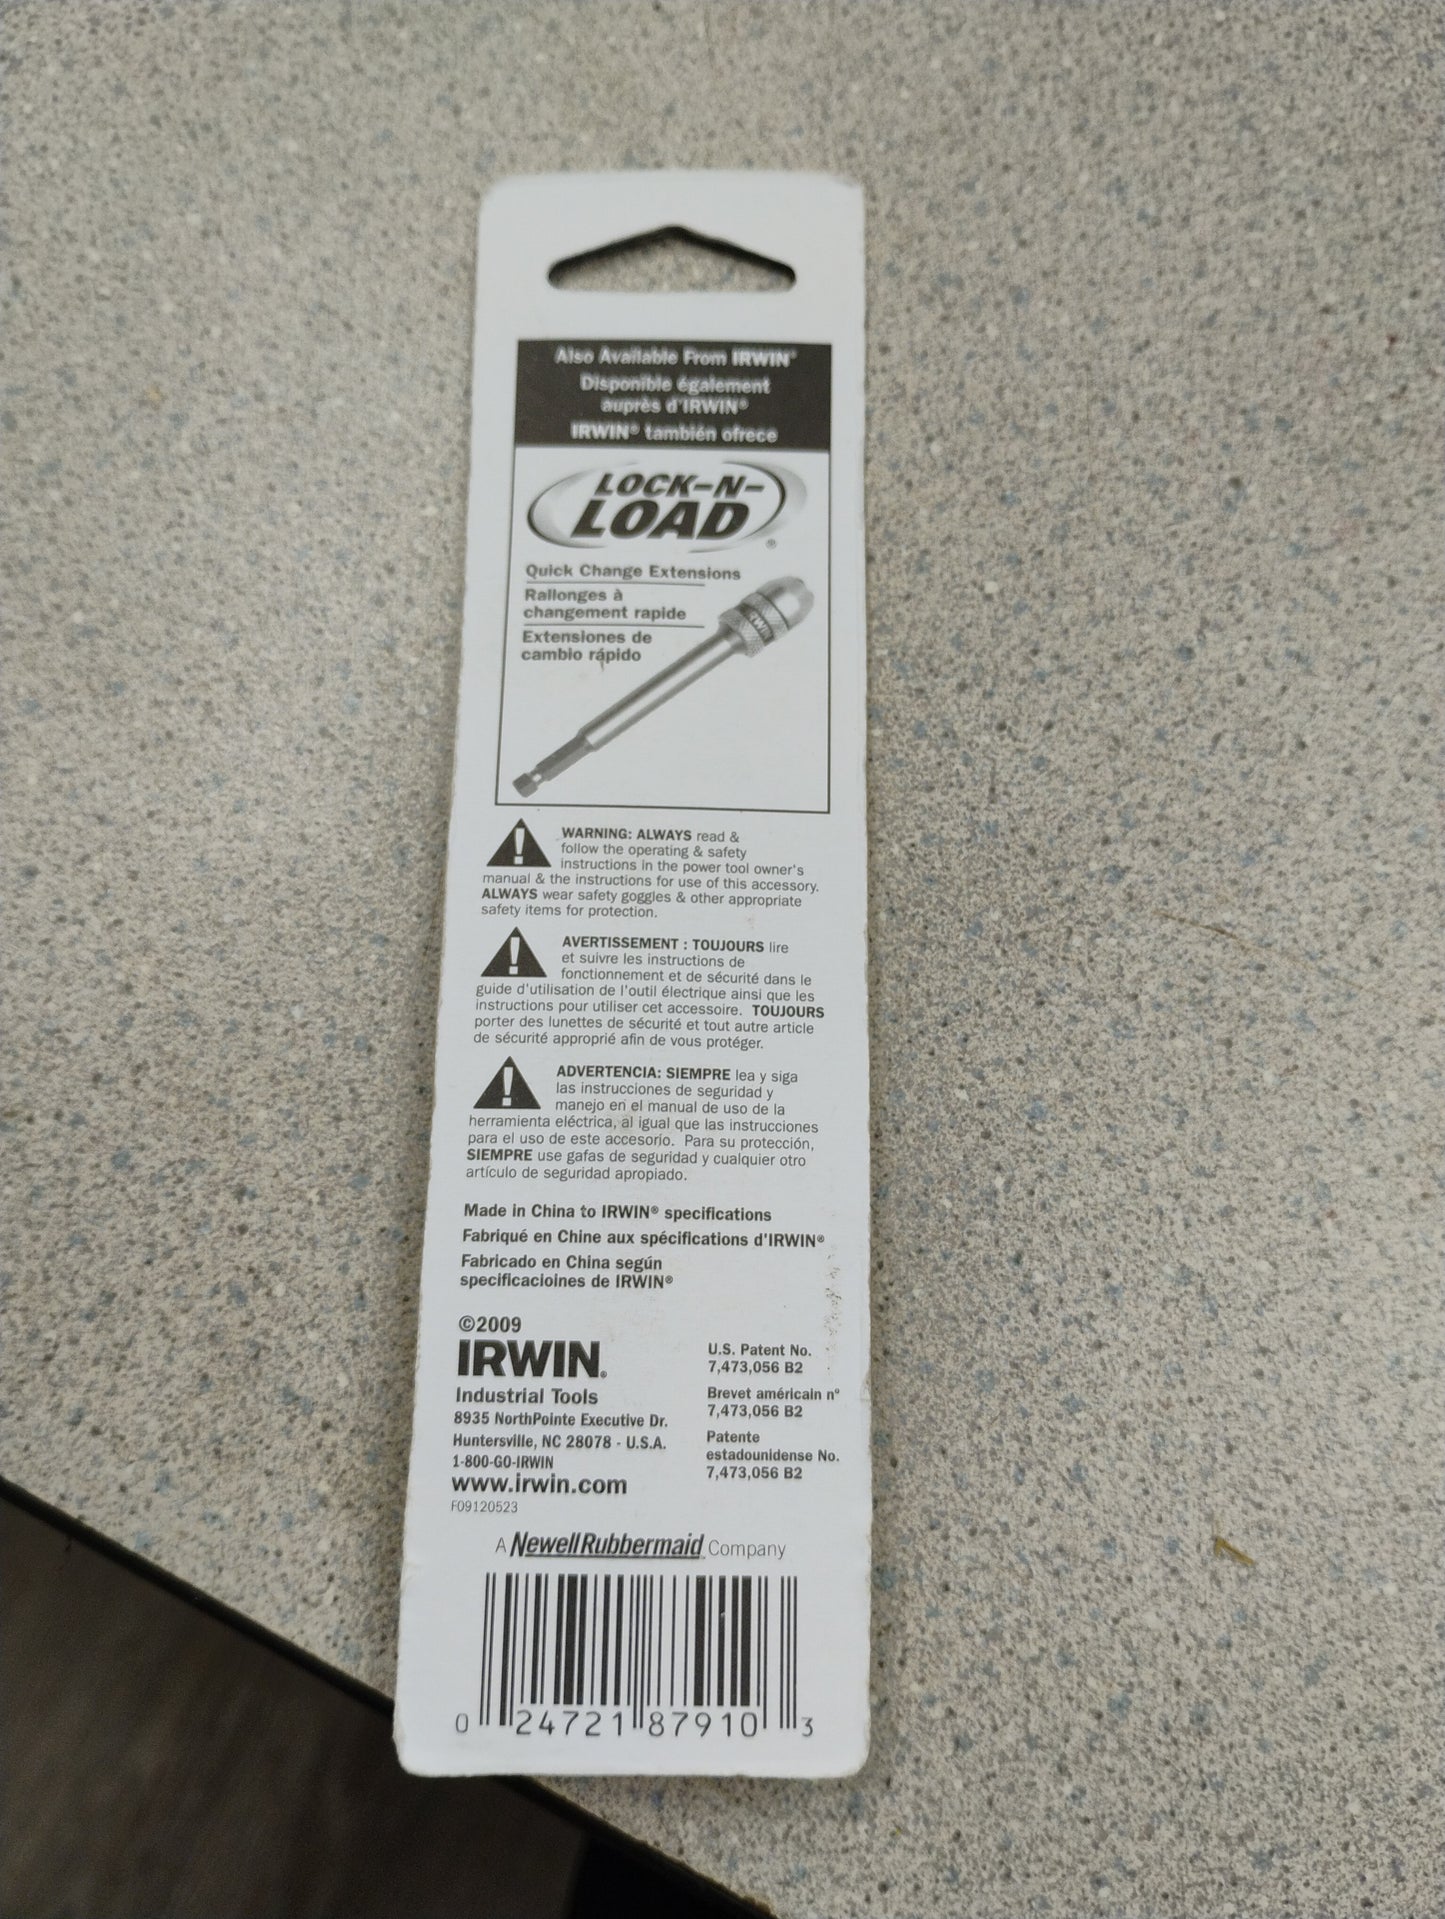 Also Available From IRWIN®
Disponible également
auprès d'IRWIN®
IRWIN® también ofrece
LOCK-N-
LOAD®
Quick Change Extensions
Rallonges à
changement rapide
Extensiones de
cambio rápido
IRWIN
WARNING: ALWAYS read &
follow the operating & safety
instructions in the power tool owner's
manual & the instructions for use of this accessory.
ALWAYS wear safety goggles & other appropriate
safety items for protection.
AVERTISSEMENT : TOUJOURS lire
et suivre les instructions de
fonctionnement et de sécurité dans le
guide d'utilisation de l'outil électrique ainsi que les
instructions pour utiliser cet accessoire. TOUJOURS
porter des lunettes de sécurité et tout autre article
de sécurité approprié afin de vous protéger.
ADVERTENCIA: SIEMPRE lea y siga
las instrucciones de seguridad y
manejo en el manual de uso de la
herramienta eléctrica, al igual que las instrucciones
para el uso de este accesorio. Para su protección,
SIEMPRE use gafas de seguridad y cualquier otro
artículo de seguridad apropiado.
Made in China to IRWIN® specifications
Fabriqué en Chine aux spécifications d'IRWIN®
Fabricado en China según
specificacioines de IRWIN®
©2009
IRWIN®
Industrial Tools
8935 NorthPointe Executive Dr.
Huntersville, NC 28078 - U.S.A.
1-800-GO-IRWIN
www.irwin.com
F09120523
U.S. Patent No.
7,473,056 B2
Brevet américain n°
7,473,056 B2
Patente
estadounidense No.
7,473,056 B2
A NewellRubbermaid Company
0 24721 87910 3